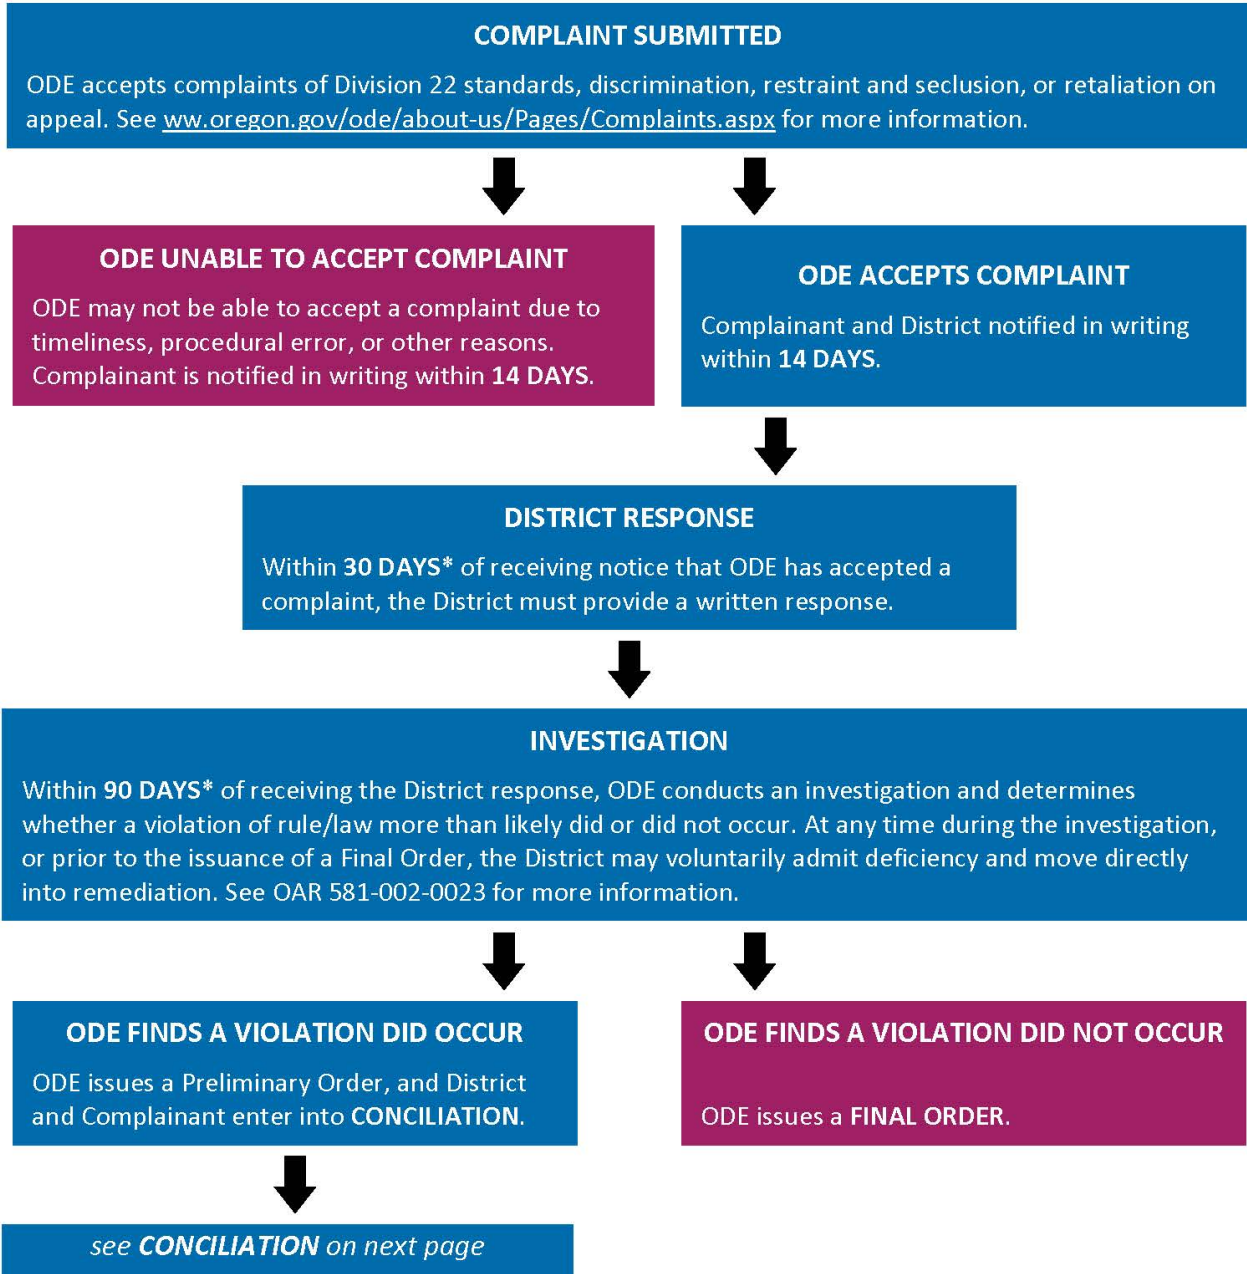 COMPLAINT SUBMITTED
ODE accepts complaints of Division 22 standards, discrimination, restraint and seclusion, or retaliation on
appeal. See ww.oregon.gov/ode/about-us/Pages/Complaints.aspx for more information.
ODE UNABLE TO ACCEPT COMPLAINT
ODE may not be able to accept a complaint due to
timeliness, procedural error, or other reasons.
Complainant is notified in writing within 14 DAYS.
ODE ACCEPTS COMPLAINT
Complainant and District notified in writing
within 14 DAYS.
DISTRICT RESPONSE
Within 30 DAYS* of receiving notice that ODE has accepted a
complaint, the District must provide a written response.
INVESTIGATION
Within 90 DAYS* of receiving the District response, ODE conducts an investigation and determines
whether a violation of rule/law more than likely did or did not occur. At any time during the investigation,
or prior to the issuance of a Final Order, the District may voluntarily admit deficiency and move directly
into remediation. See OAR 581-002-0023 for more information.
ODE FINDS A VIOLATION DID OCCUR
ODE issues a Preliminary Order, and District
and Complainant enter into CONCILIATION.
ODE FINDS A VIOLATION DID NOT OCCUR
ODE issues a FINAL ORDER.
see CONCILIATION on next page